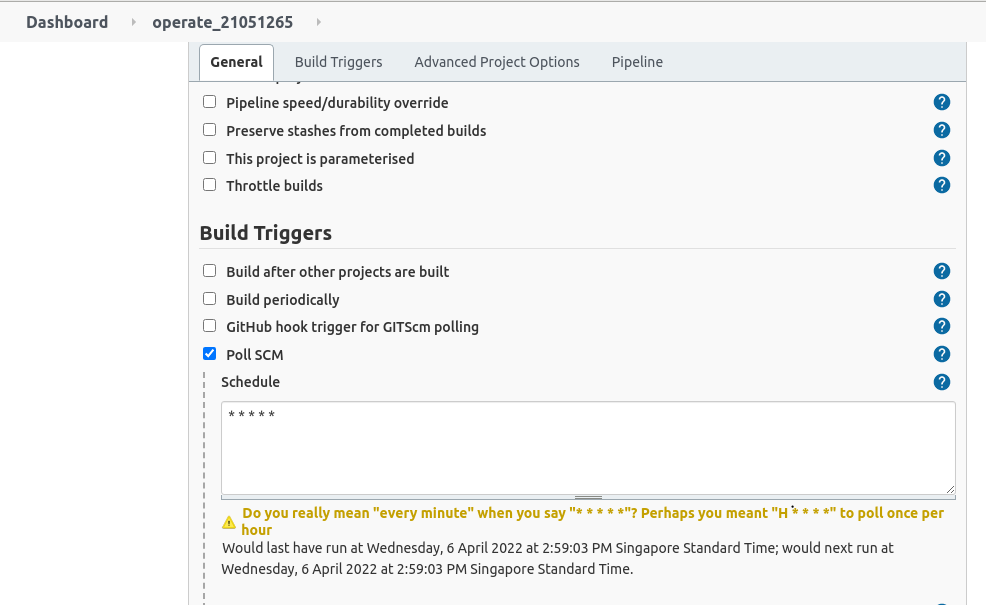 Dashboard operate_21051265
General Build Triggers Advanced Project Options Pipeline
Pipeline speed/durability override ?
Preserve stashes from completed builds ?
This project is parameterised ?
Throttle builds ?
Build Triggers
Build after other projects are built ?
Build periodically ?
GitHub hook trigger for GITScm polling ?
Poll SCM ?
Schedule ?
* * * * *
Do you really mean "every minute" when you say "* * * * *"? Perhaps you meant "H * * * *" to poll once per
hour
Would last have run at Wednesday, 6 April 2022 at 2:59:03 PM Singapore Standard Time; would next run at
Wednesday, 6 April 2022 at 2:59:03 PM Singapore Standard Time.